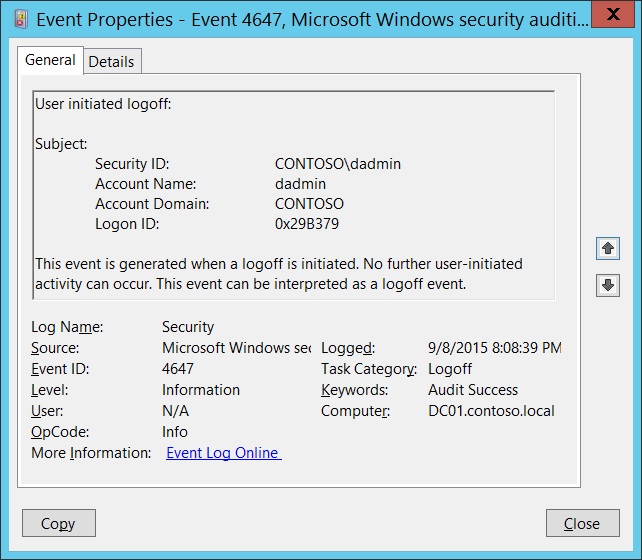 Event Properties - Event 4647, Microsoft Windows security auditi...
X
General Details
User initiated logoff:
Subject:
Security ID: CONTOSO\dadmin
Account Name: dadmin
Account Domain: CONTOSO
Logon ID: 0x29B379
This event is generated when a logoff is initiated. No further user-initiated
activity can occur. This event can be interpreted as a logoff event.
Log Name: Security
Source: Microsoft Windows sec Logged: 9/8/2015 8:08:39 PM
Event ID: 4647 Task Category: Logoff
Level: Information Keywords: Audit Success
User: N/A Computer: DC01.contoso.local
OpCode: Info
More Information: Event Log Online
Copy Close